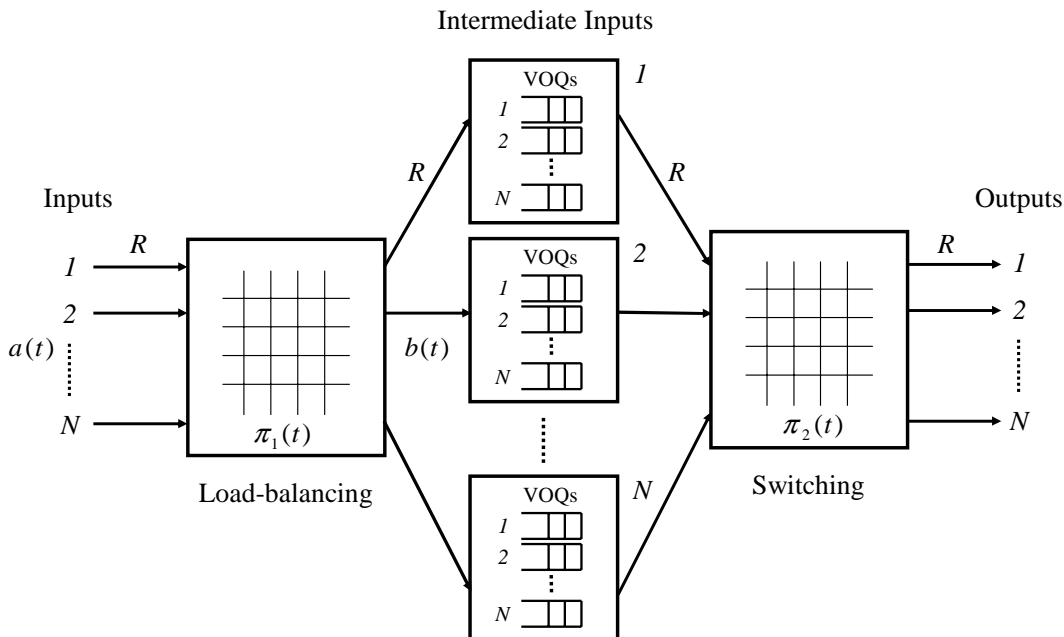 Intermediate Inputs
VOQs
1
1
2
N
R
R
Inputs
Outputs
R
R
1
2
a(t)
N
π₁(t)
Load-balancing
b(t)
VOQs
2
1
2
N
VOQs
N
1
2
N
π₂(t)
Switching
1
2
N